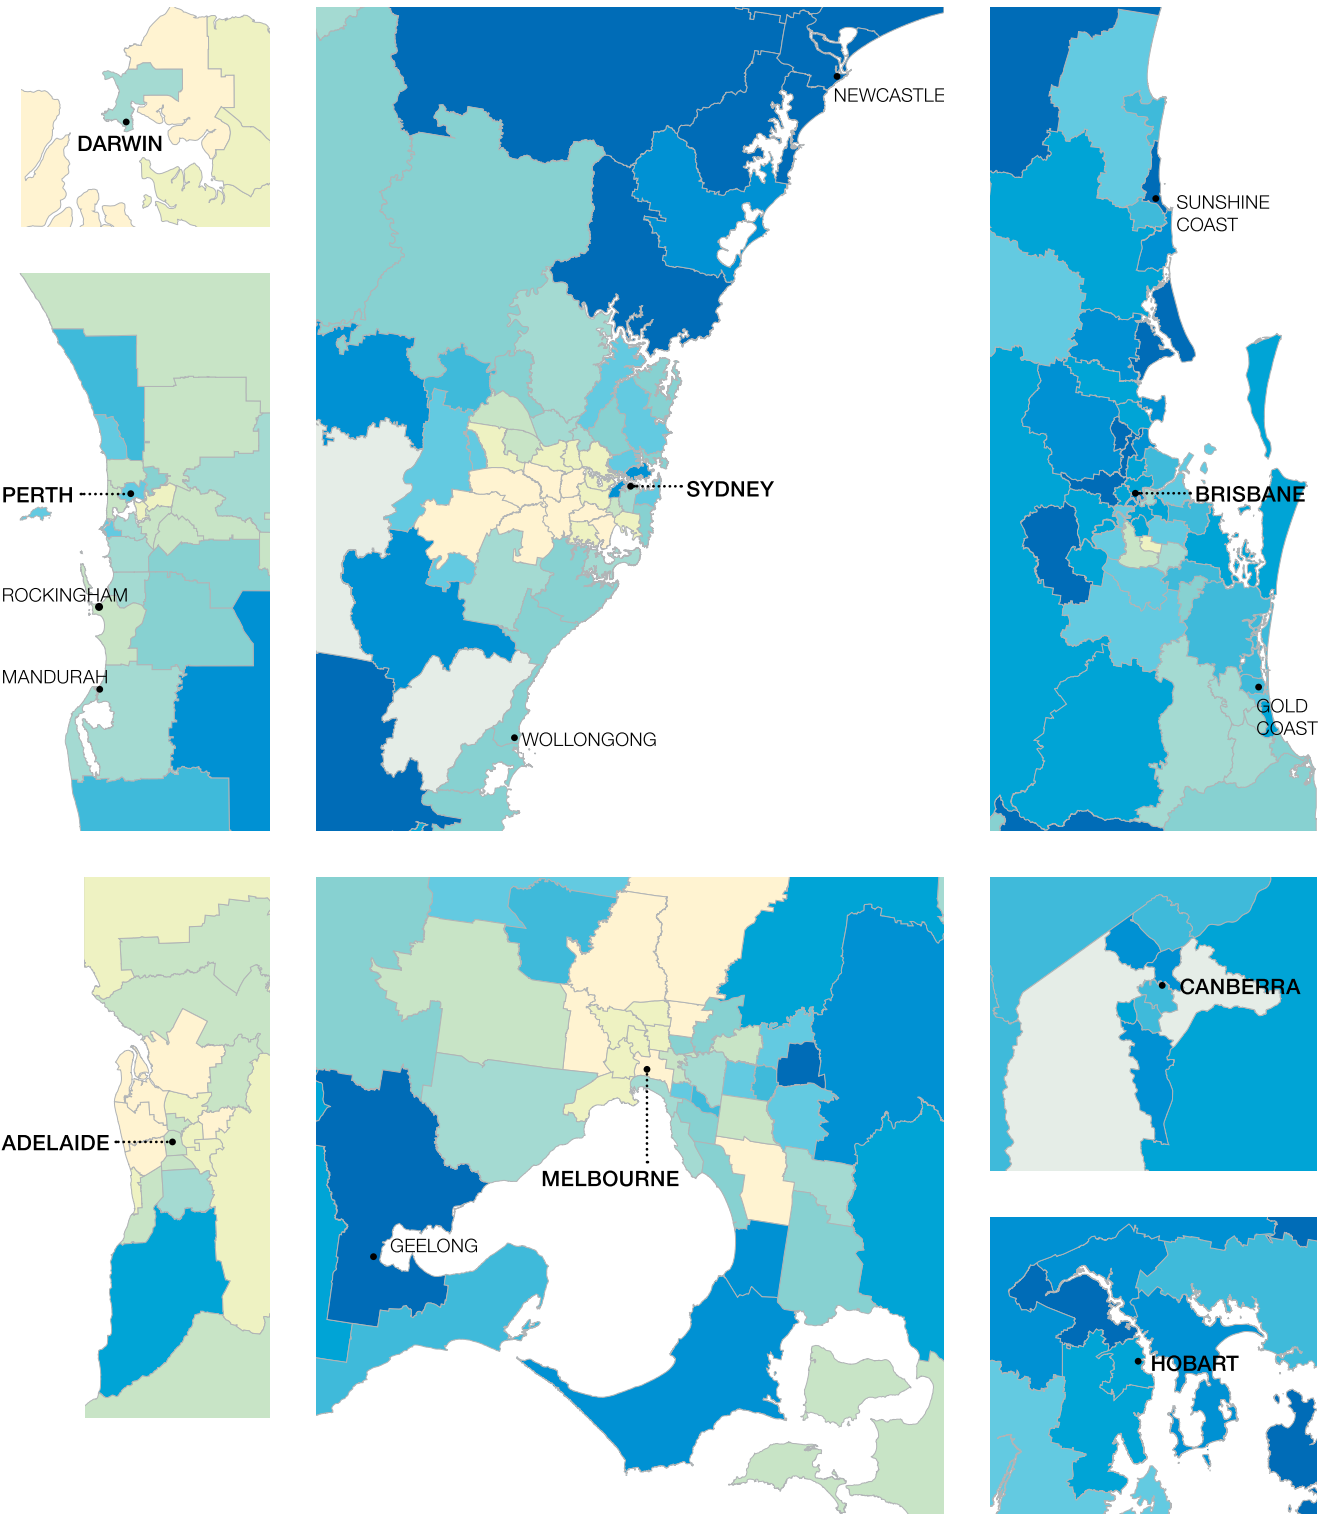 DARWIN
PERTH
ROCKINGHAM
MANDURAH
NEWCASTLE
SYDNEY
WOLLONGONG
SUNSHINE
COAST
BRISBANE
GOLD
COAST
ADELAIDE
MELBOURNE
GEELONG
CANBERRA
HOBART